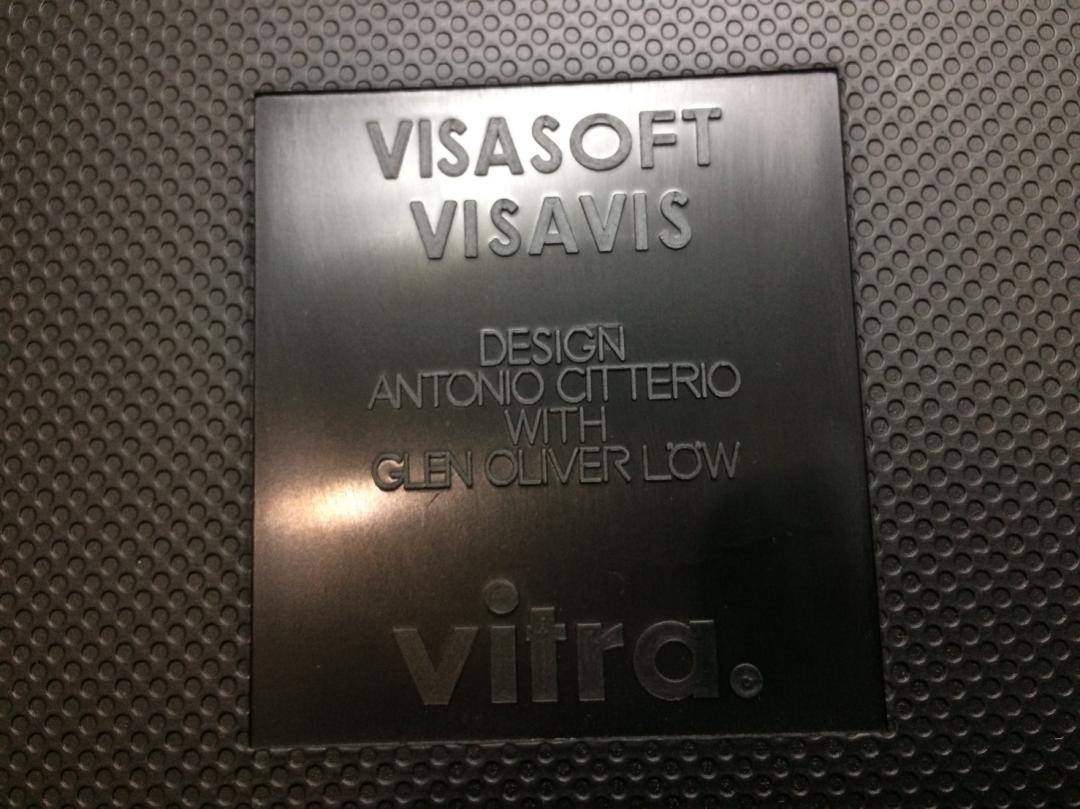 VISASOFT
VISAVIS
DESIGN
ANTONIO CITTERIO
WITH
GLEN OLIVER LÖW
vitra.